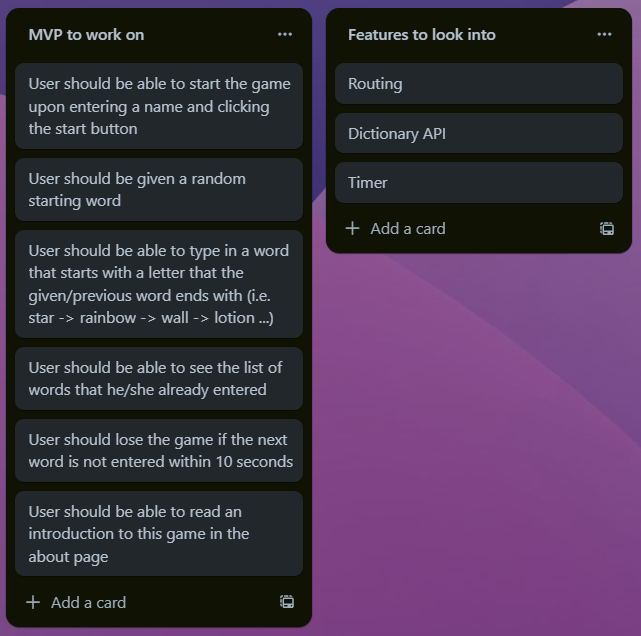 MVP to work on
User should be able to start the game
upon entering a name and clicking
the start button
User should be given a random
starting word
User should be able to type in a word
that starts with a letter that the
given/previous word ends with (i.e.
star -> rainbow -> wall -> lotion ...)
User should be able to see the list of
words that he/she already entered
User should lose the game if the next
word is not entered within 10 seconds
User should be able to read an
introduction to this game in the
about page
Add a card
Features to look into
Routing
Dictionary API
Timer
Add a card